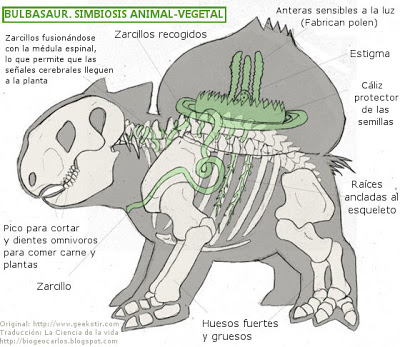 BULBASAUR. SIMBIOSIS ANIMAL-VEGETAL
Zarcillos fusionándose
con la médula espinal,
lo que permite que las
señales cerebrales lleguen
a la planta
Zarcillos recogidos
Anteras sensibles a la luz
(Fabrican polen)
Estigma
Cáliz
protector de
las semillas
Raíces
ancladas al
esqueleto
Pico para cortar
y dientes omnivoros
para comer carne y
plantas
Zarcillo
Huesos fuertes
y gruesos
Original: http://www.geekstir.com
Traducción: La Ciencia de la vida
http://biogeocarlos.blogspot.com